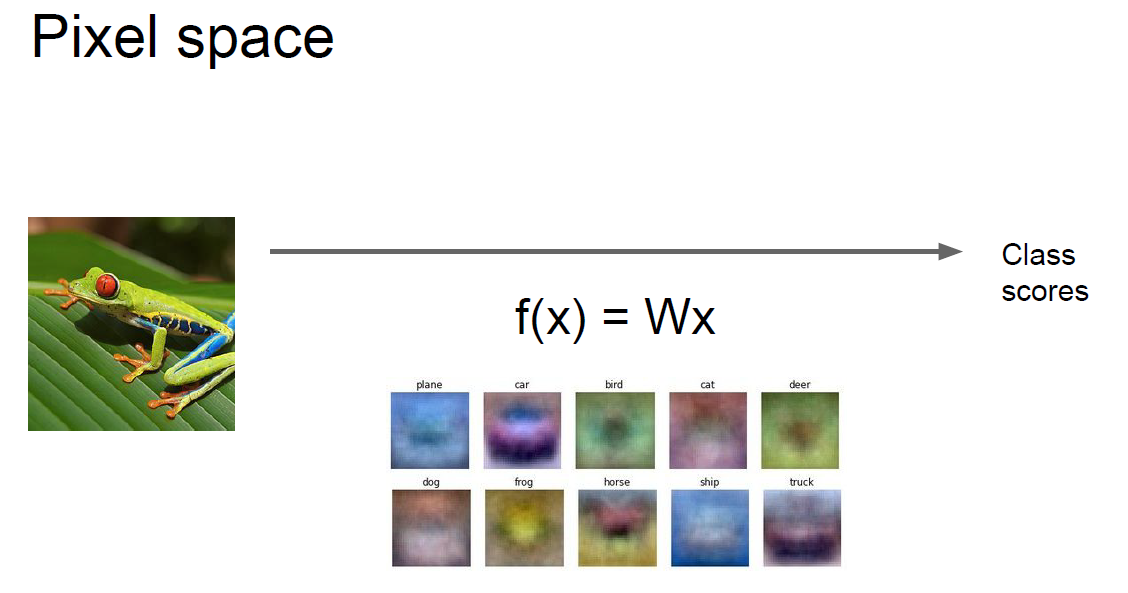 Pixel space
Class
scores
f(x) = Wx
plane car bird cat deer
dog frog horse ship truck